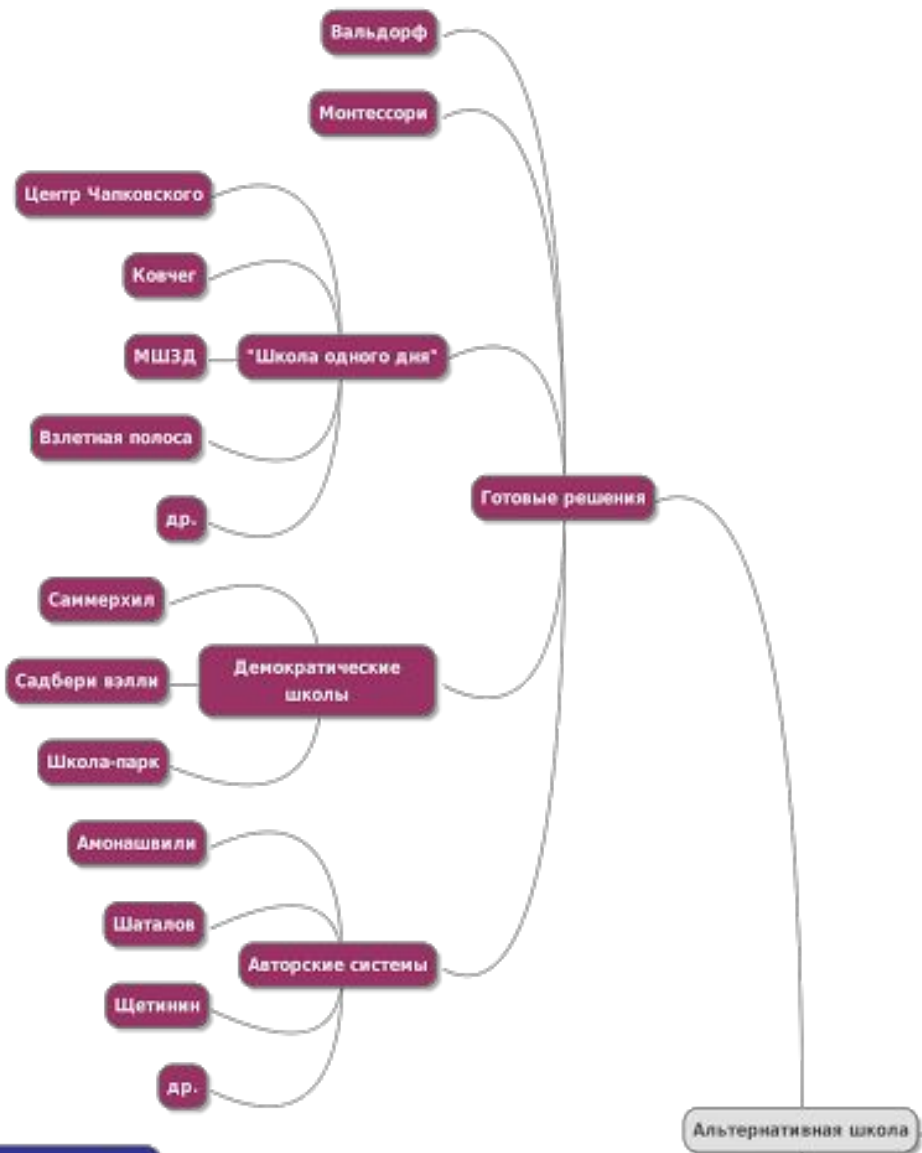 Вальдорф
Монтессори
Центр Чапковского
Ковчег
МШЗД
"Школа одного дня"
Взлетная полоса
др.
Готовые решения
Саммерхил
Демократические
школы
Садбери вэлли
Школа-парк
Амонашвили
Шаталов
Авторские системы
Щетинин
др.
Альтернативная школа